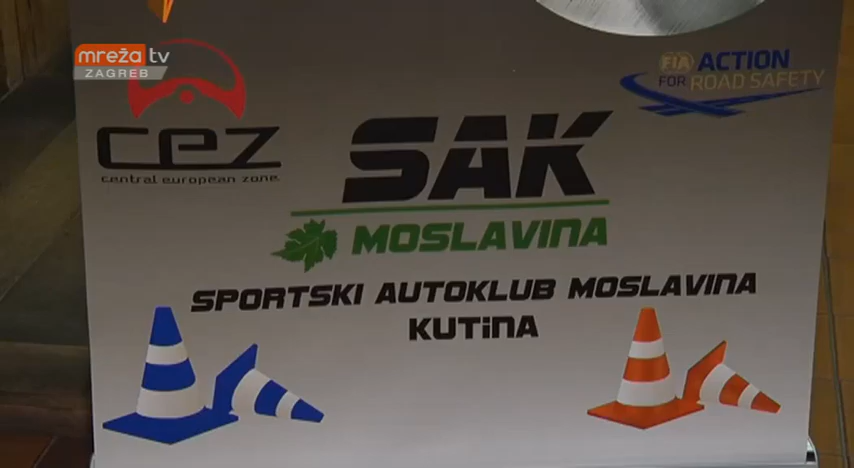 mreža tv
ZAGREB
FIA ACTION
FOR ROAD SAFETY
cez
central european zone
SAK
MOSLAVINA
SPORTSKI AUTOKLUB MOSLAVINA
KUTINA